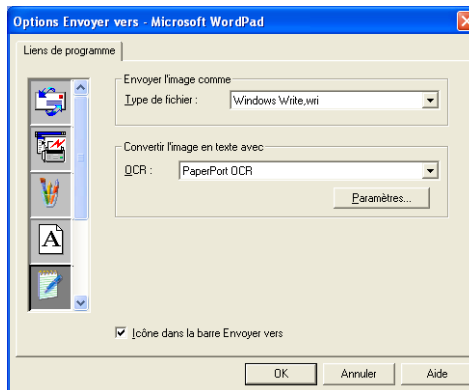 Options Envoyer vers - Microsoft WordPad
Liens de programme
Envoyer l'image comme
Type de fichier :
Windows Write,wri
Convertir l'image en texte avec
OCR :
PaperPort OCR
Paramètres...
Icône dans la barre Envoyer vers
OK
Annuler
Aide